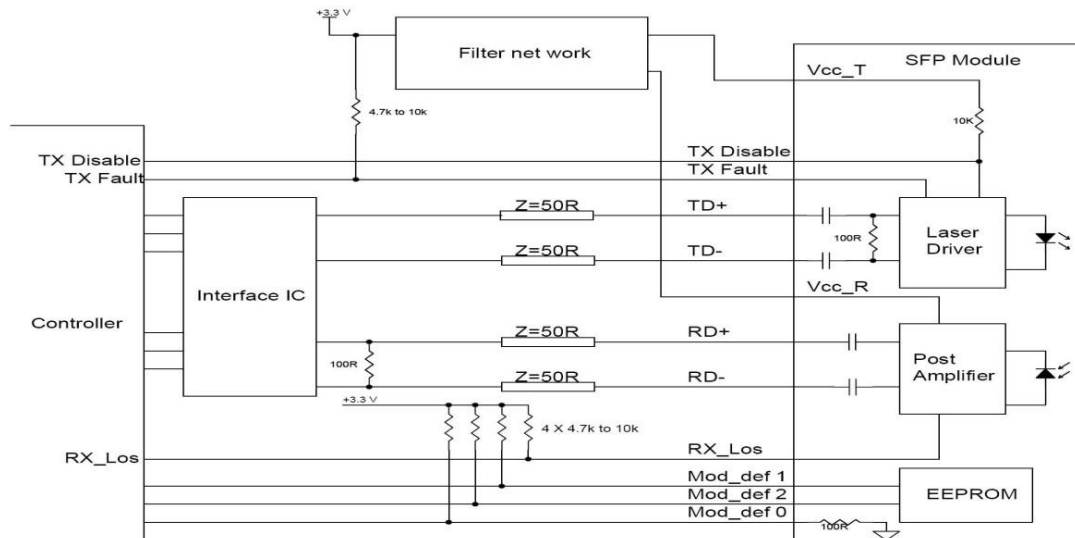 +3.3 V
Filter net work
SFP Module
Vcc_T
4.7k to 10k
10K
TX Disable
TX Disable
TX Fault
TX Fault
Z=50R
TD+
100R
Laser
Driver
Z=50R
TD-
Interface IC
Vcc_R
Controller
Z=50R
RD+
100R
Post
Amplifier
Z=50R
RD-
+3.3 V
4 X 4.7k to 10k
RX_Los
RX_Los
Mod_def 1
Mod_def 2
EEPROM
Mod_def 0
100R